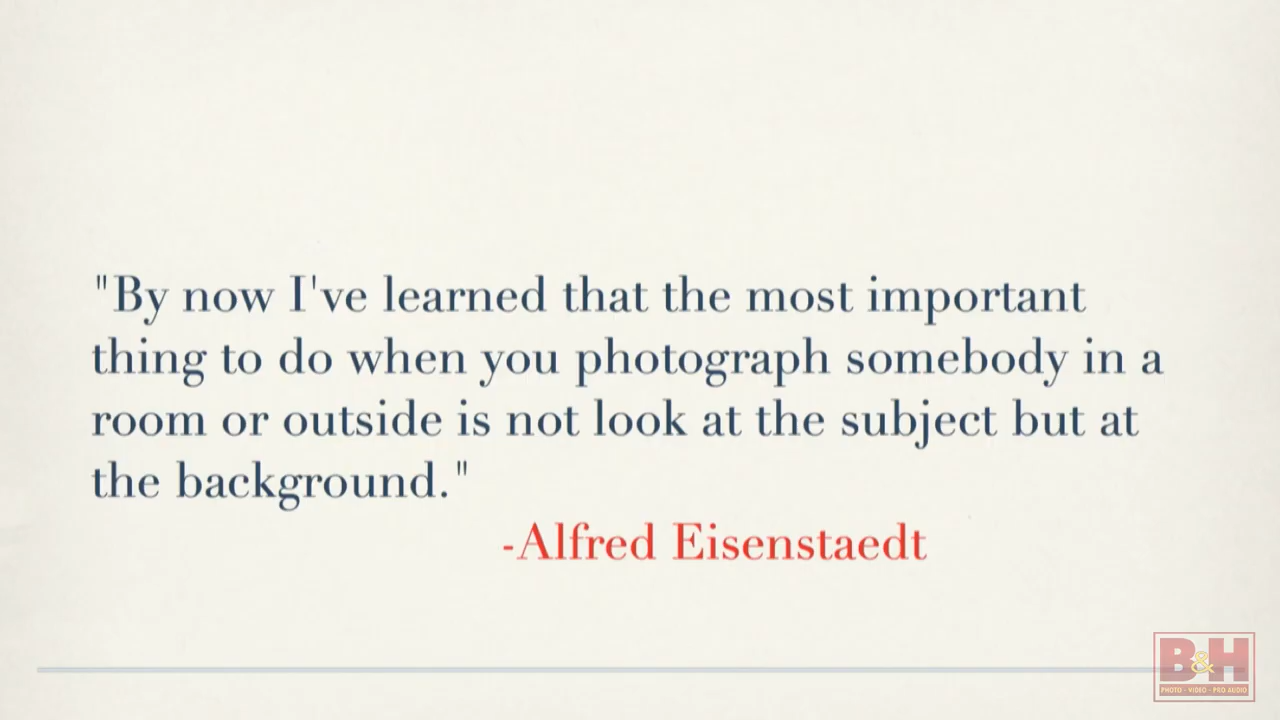 "By now I've learned that the most important
thing to do when you photograph somebody in a
room or outside is not look at the subject but at
the background."
-Alfred Eisenstaedt
B&H
PHOTO - VIDEO - PRO AUDIO